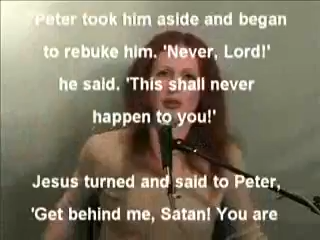 'Peter took him aside and began
to rebuke him. 'Never, Lord!'
he said. 'This shall never
happen to you!'
Jesus turned and said to Peter,
'Get behind me, Satan! You are